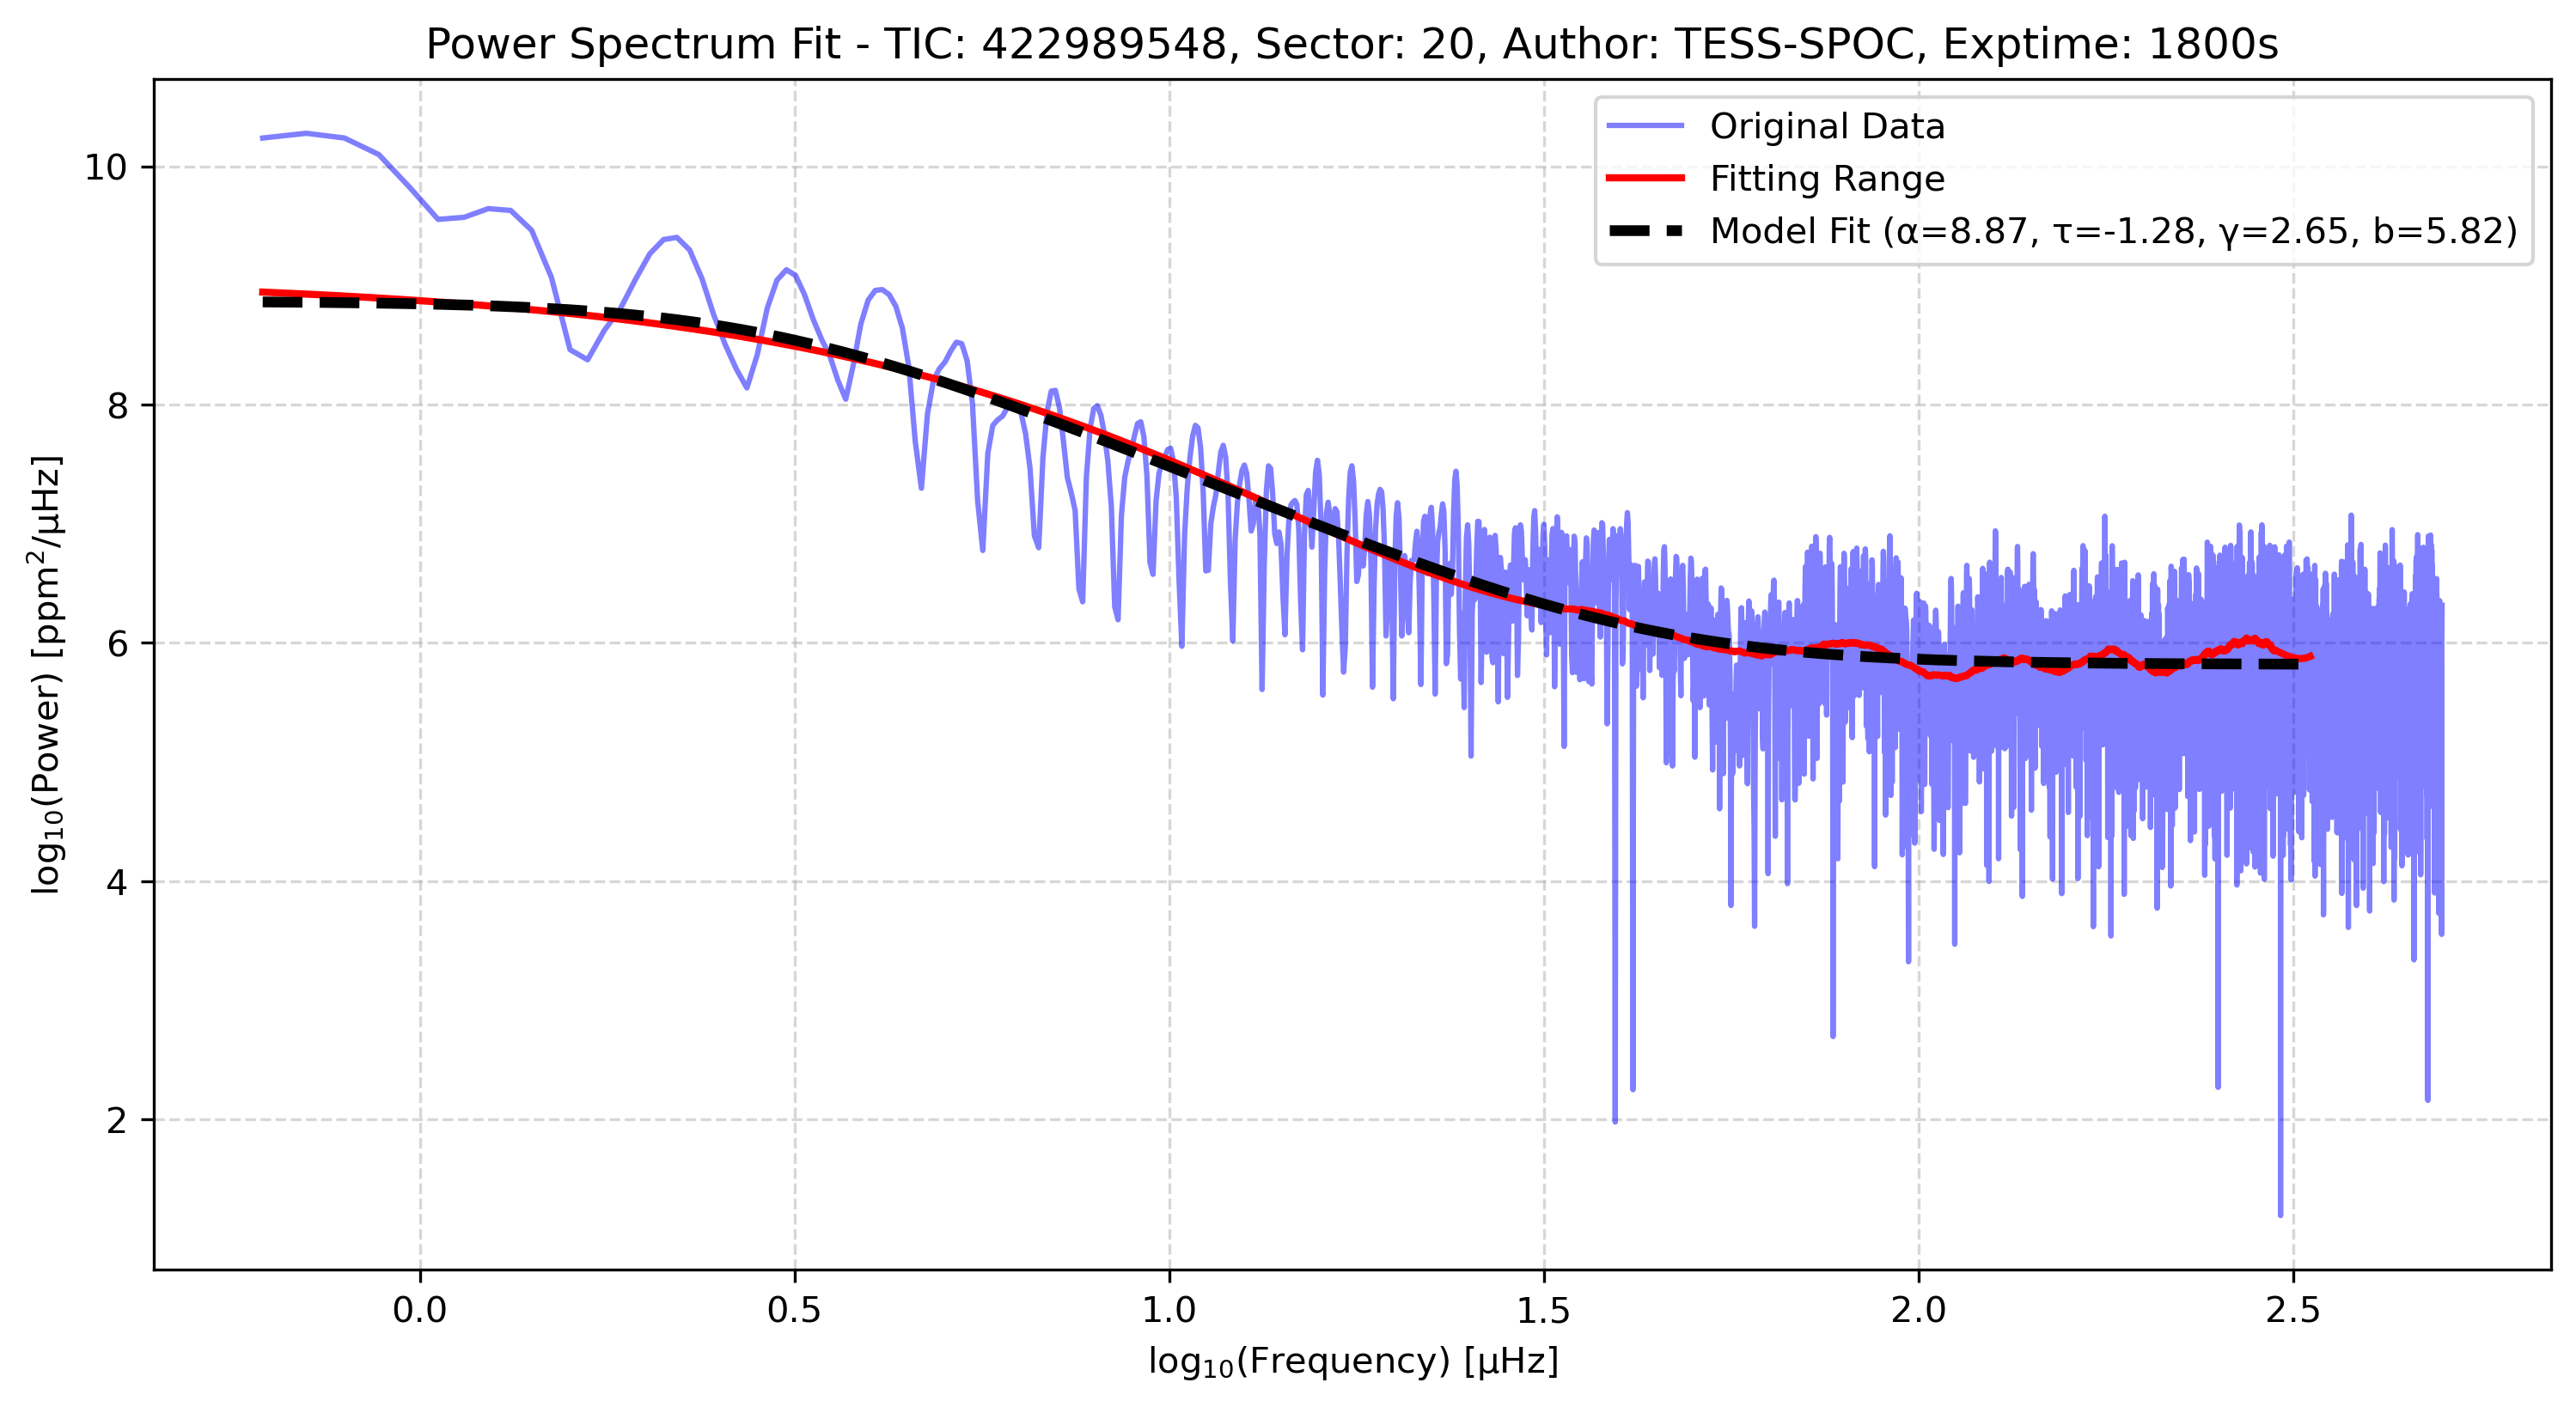 Power Spectrum Fit - TIC: 422989548, Sector: 20, Author: TESS-SPOC, Exptime: 1800s
Original Data
Fitting Range
Model Fit (α=8.87, τ=-1.28, γ=2.65, b=5.82)
log₁₀(Power) [ppm²/μHz]
10
8
6
4
2
0.0 0.5 1.0 1.5 2.0 2.5
log₁₀(Frequency) [μHz]